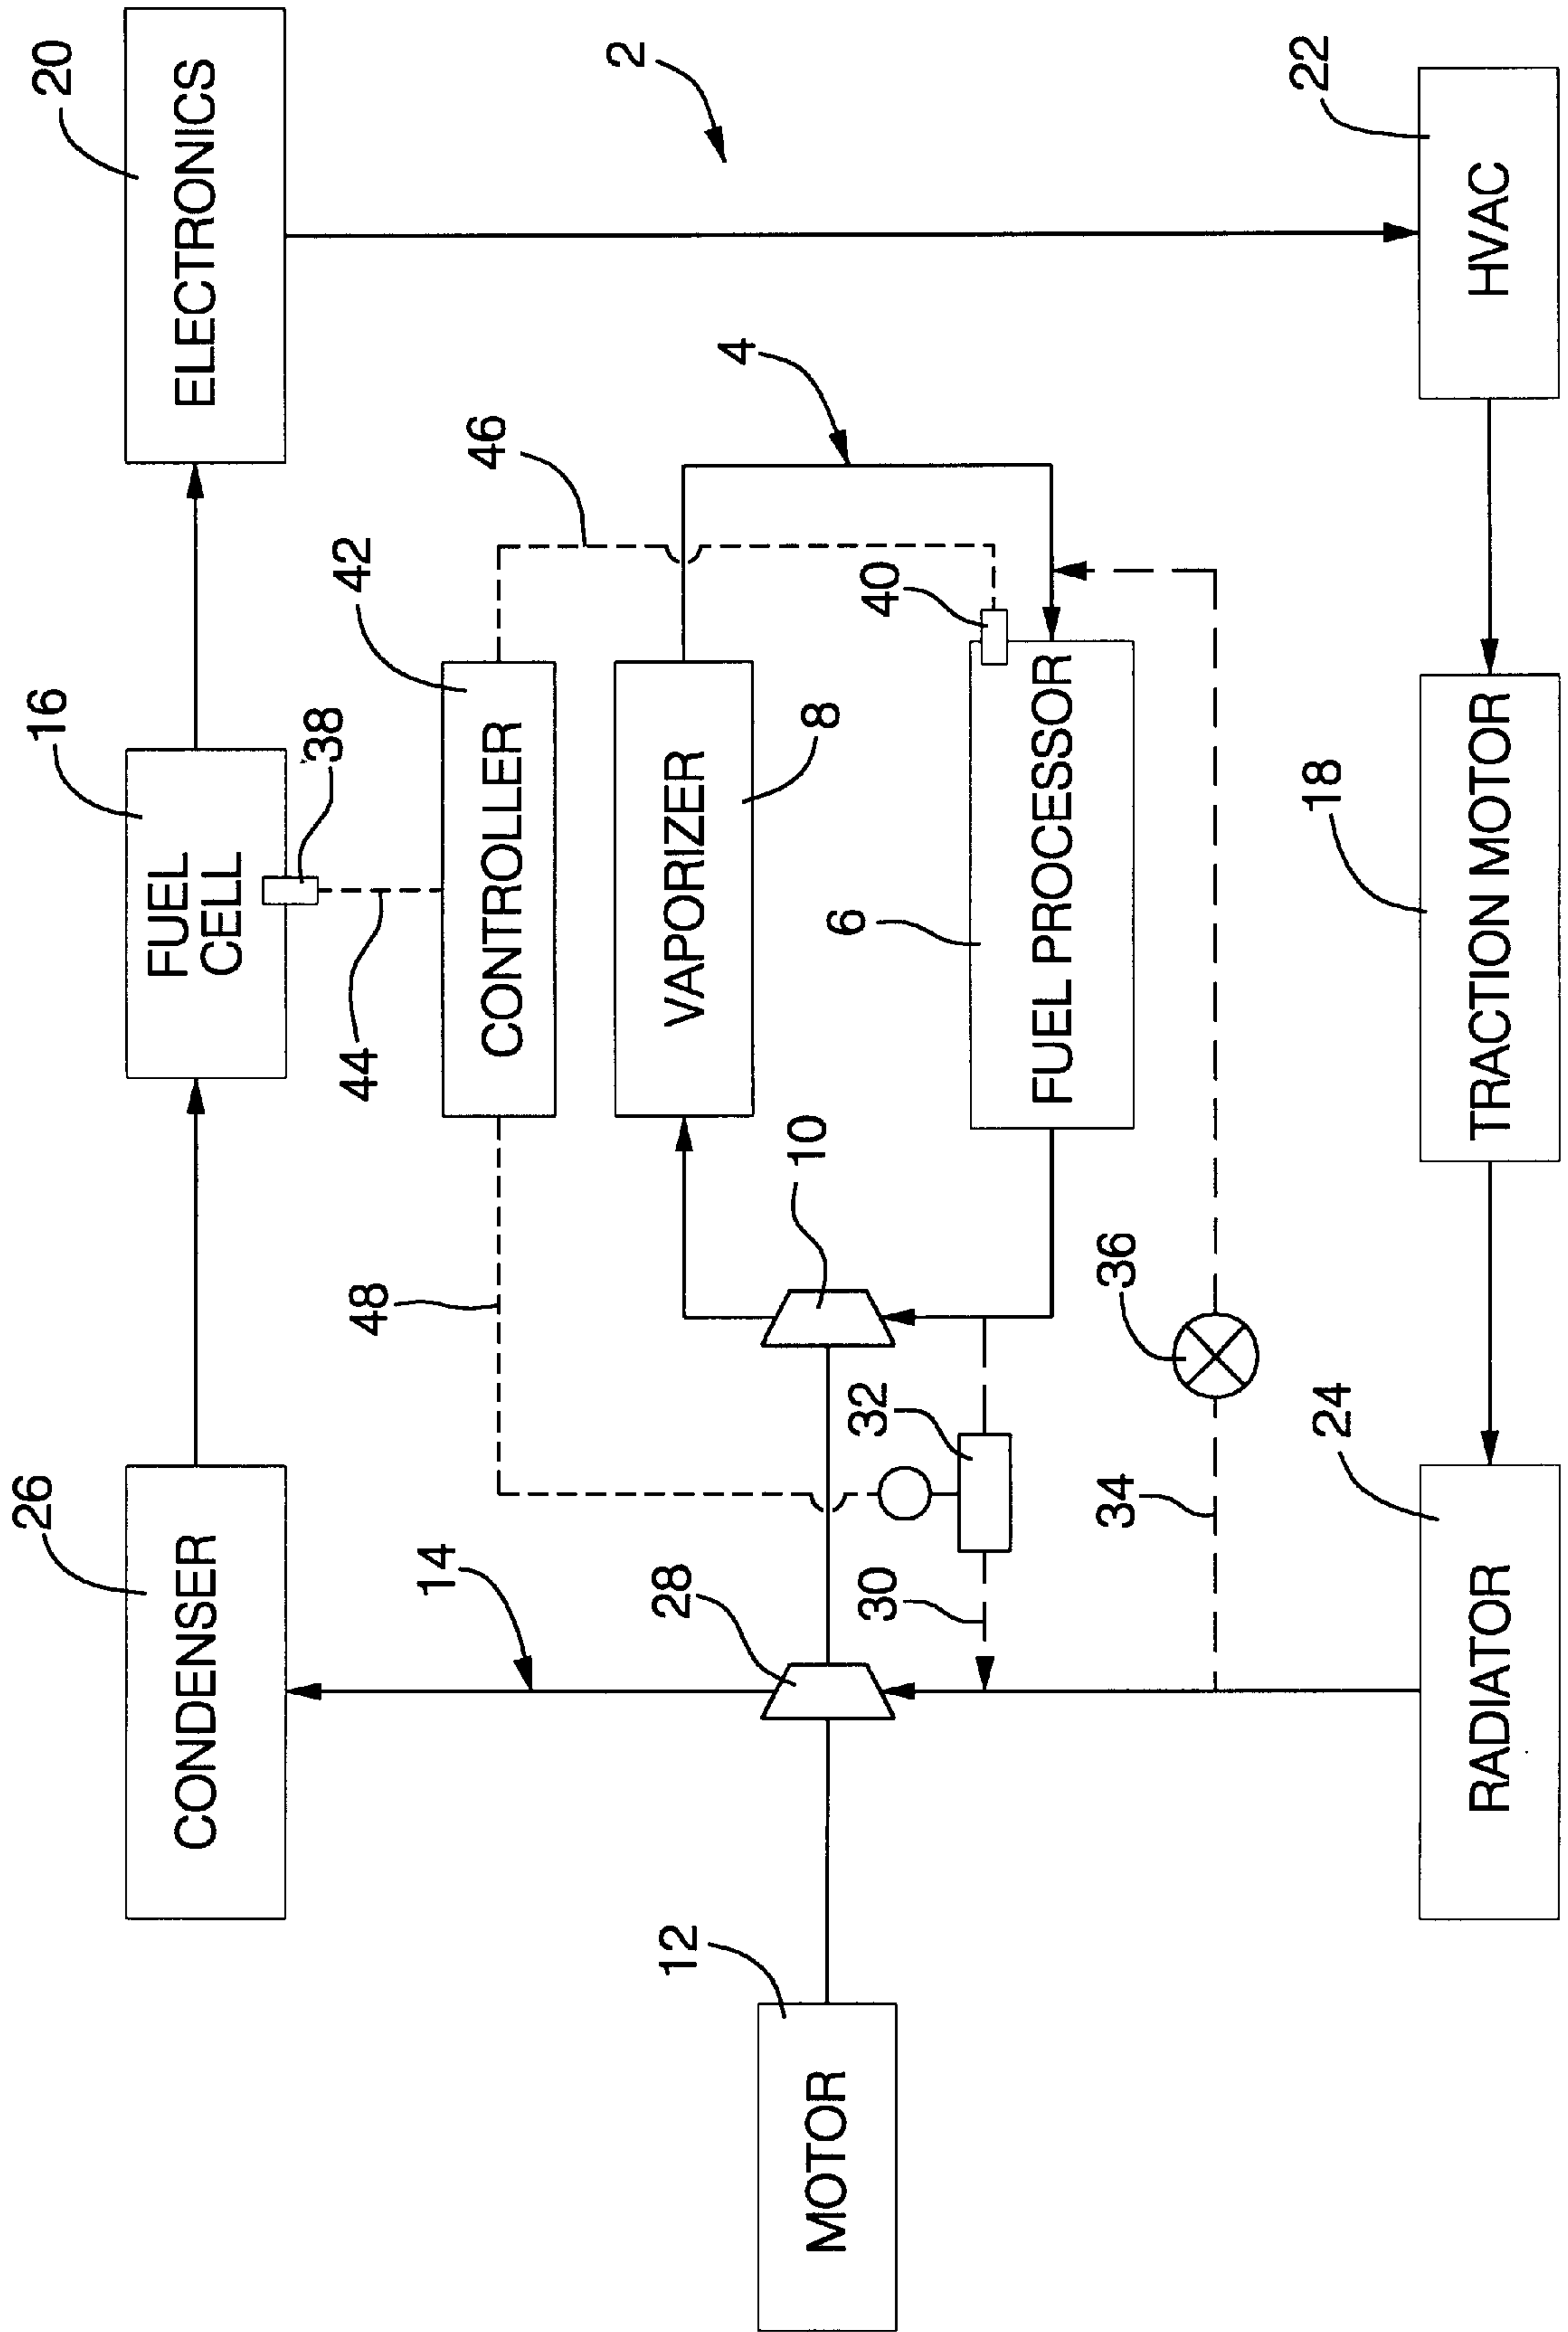 26
CONDENSER
16
FUEL
CELL
20
ELECTRONICS
38
44
42
CONTROLLER
46
48
14
2
VAPORIZER
8
4
12
MOTOR
28
10
32
30
6
40
FUEL PROCESSOR
36
34
24
RADIATOR
18
TRACTION MOTOR
22
HVAC